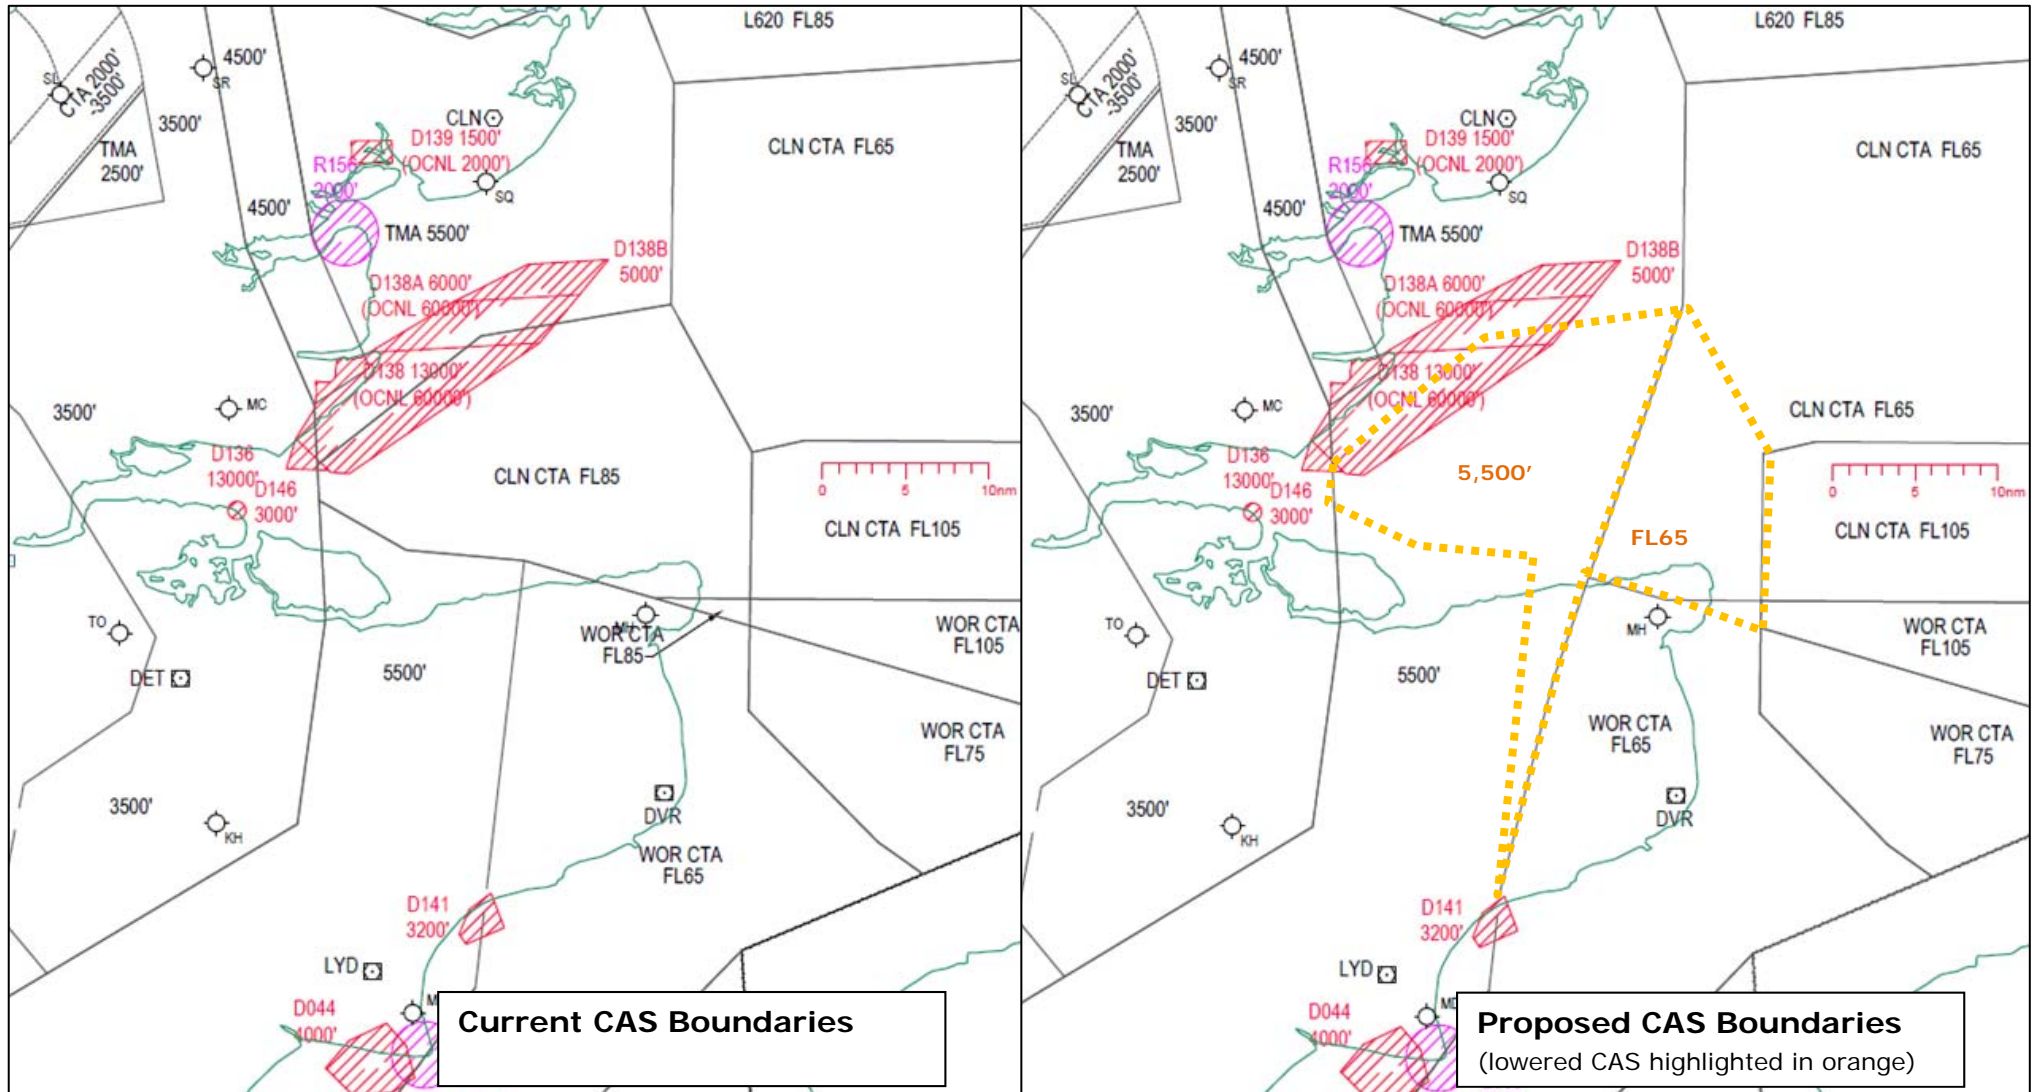 L620 FL85
4500'
SR
SL
CTA 2000'
-3500'
3500'
TMA
2500'
CLN
D139 1500'
(OCNL 2000')
R156
2000'
SQ
CLN CTA FL65
4500'
TMA 5500'
D138B
5000'
D138A 6000'
(OCNL 60000')
D138 13000'
(OCNL 60000')
3500'
MC
D136
13000'
D146
3000'
CLN CTA FL85
0 5 10nm
CLN CTA FL105
TO
DET
MH
WOR CTA
FL85
WOR CTA
FL105
5500'
WOR CTA
FL75
3500'
KH
DVR
WOR CTA
FL65
D141
3200'
LYD
D044
4000'
Current CAS Boundaries
L620 FL85
4500'
SR
SL
CTA 2000'
-3500'
3500'
TMA
2500'
CLN
D139 1500'
(OCNL 2000')
R156
2000'
SQ
CLN CTA FL65
4500'
TMA 5500'
D138B
5000'
D138A 6000'
(OCNL 60000')
D138 13000'
(OCNL 60000')
3500'
MC
CLN CTA FL65
D136
13000'
D146
3000'
5,500’
FL65
0 5 10nm
CLN CTA FL105
TO
DET
MH
WOR CTA
FL105
5500'
WOR CTA
FL65
WOR CTA
FL75
3500'
KH
DVR
D141
3200'
LYD
MD
D044
4000'
Proposed CAS Boundaries
(lowered CAS highlighted in orange)